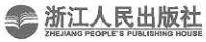 浙江人民出版社
ZHEJIANG PEOPLE'S PUBLISHING HOUSE